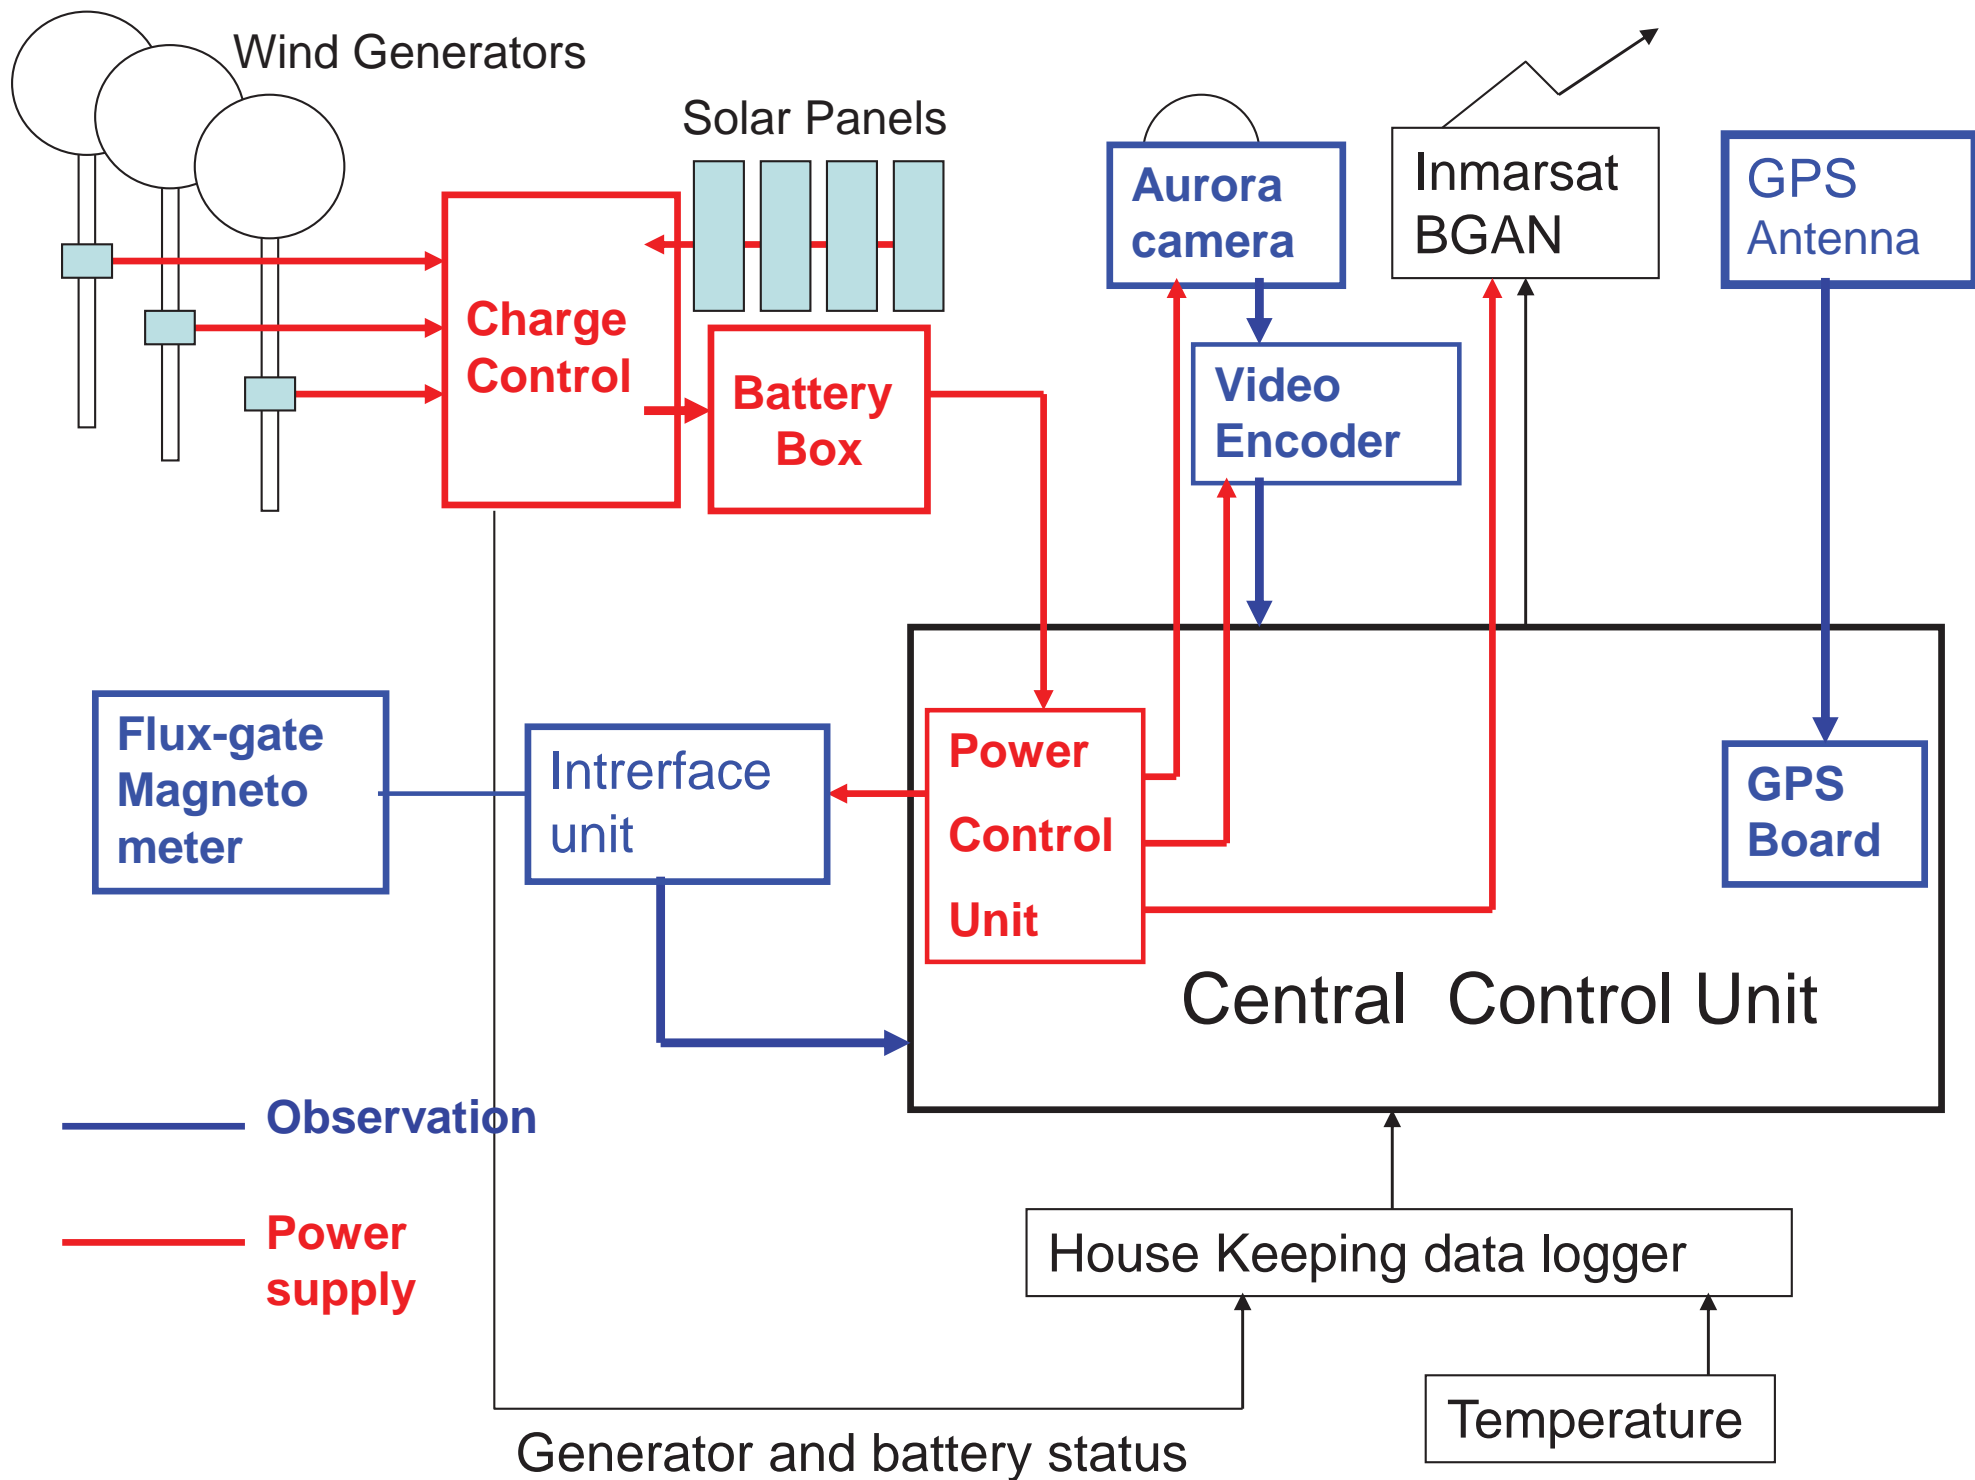 Wind Generators
Solar Panels
Aurora
camera
Inmarsat
BGAN
GPS
Antenna
Charge
Control
Battery
Box
Video
Encoder
Flux-gate
Magneto
meter
Intrerface
unit
Power
Control
Unit
GPS
Board
Central Control Unit
Observation
Power
supply
House Keeping data logger
Temperature
Generator and battery status